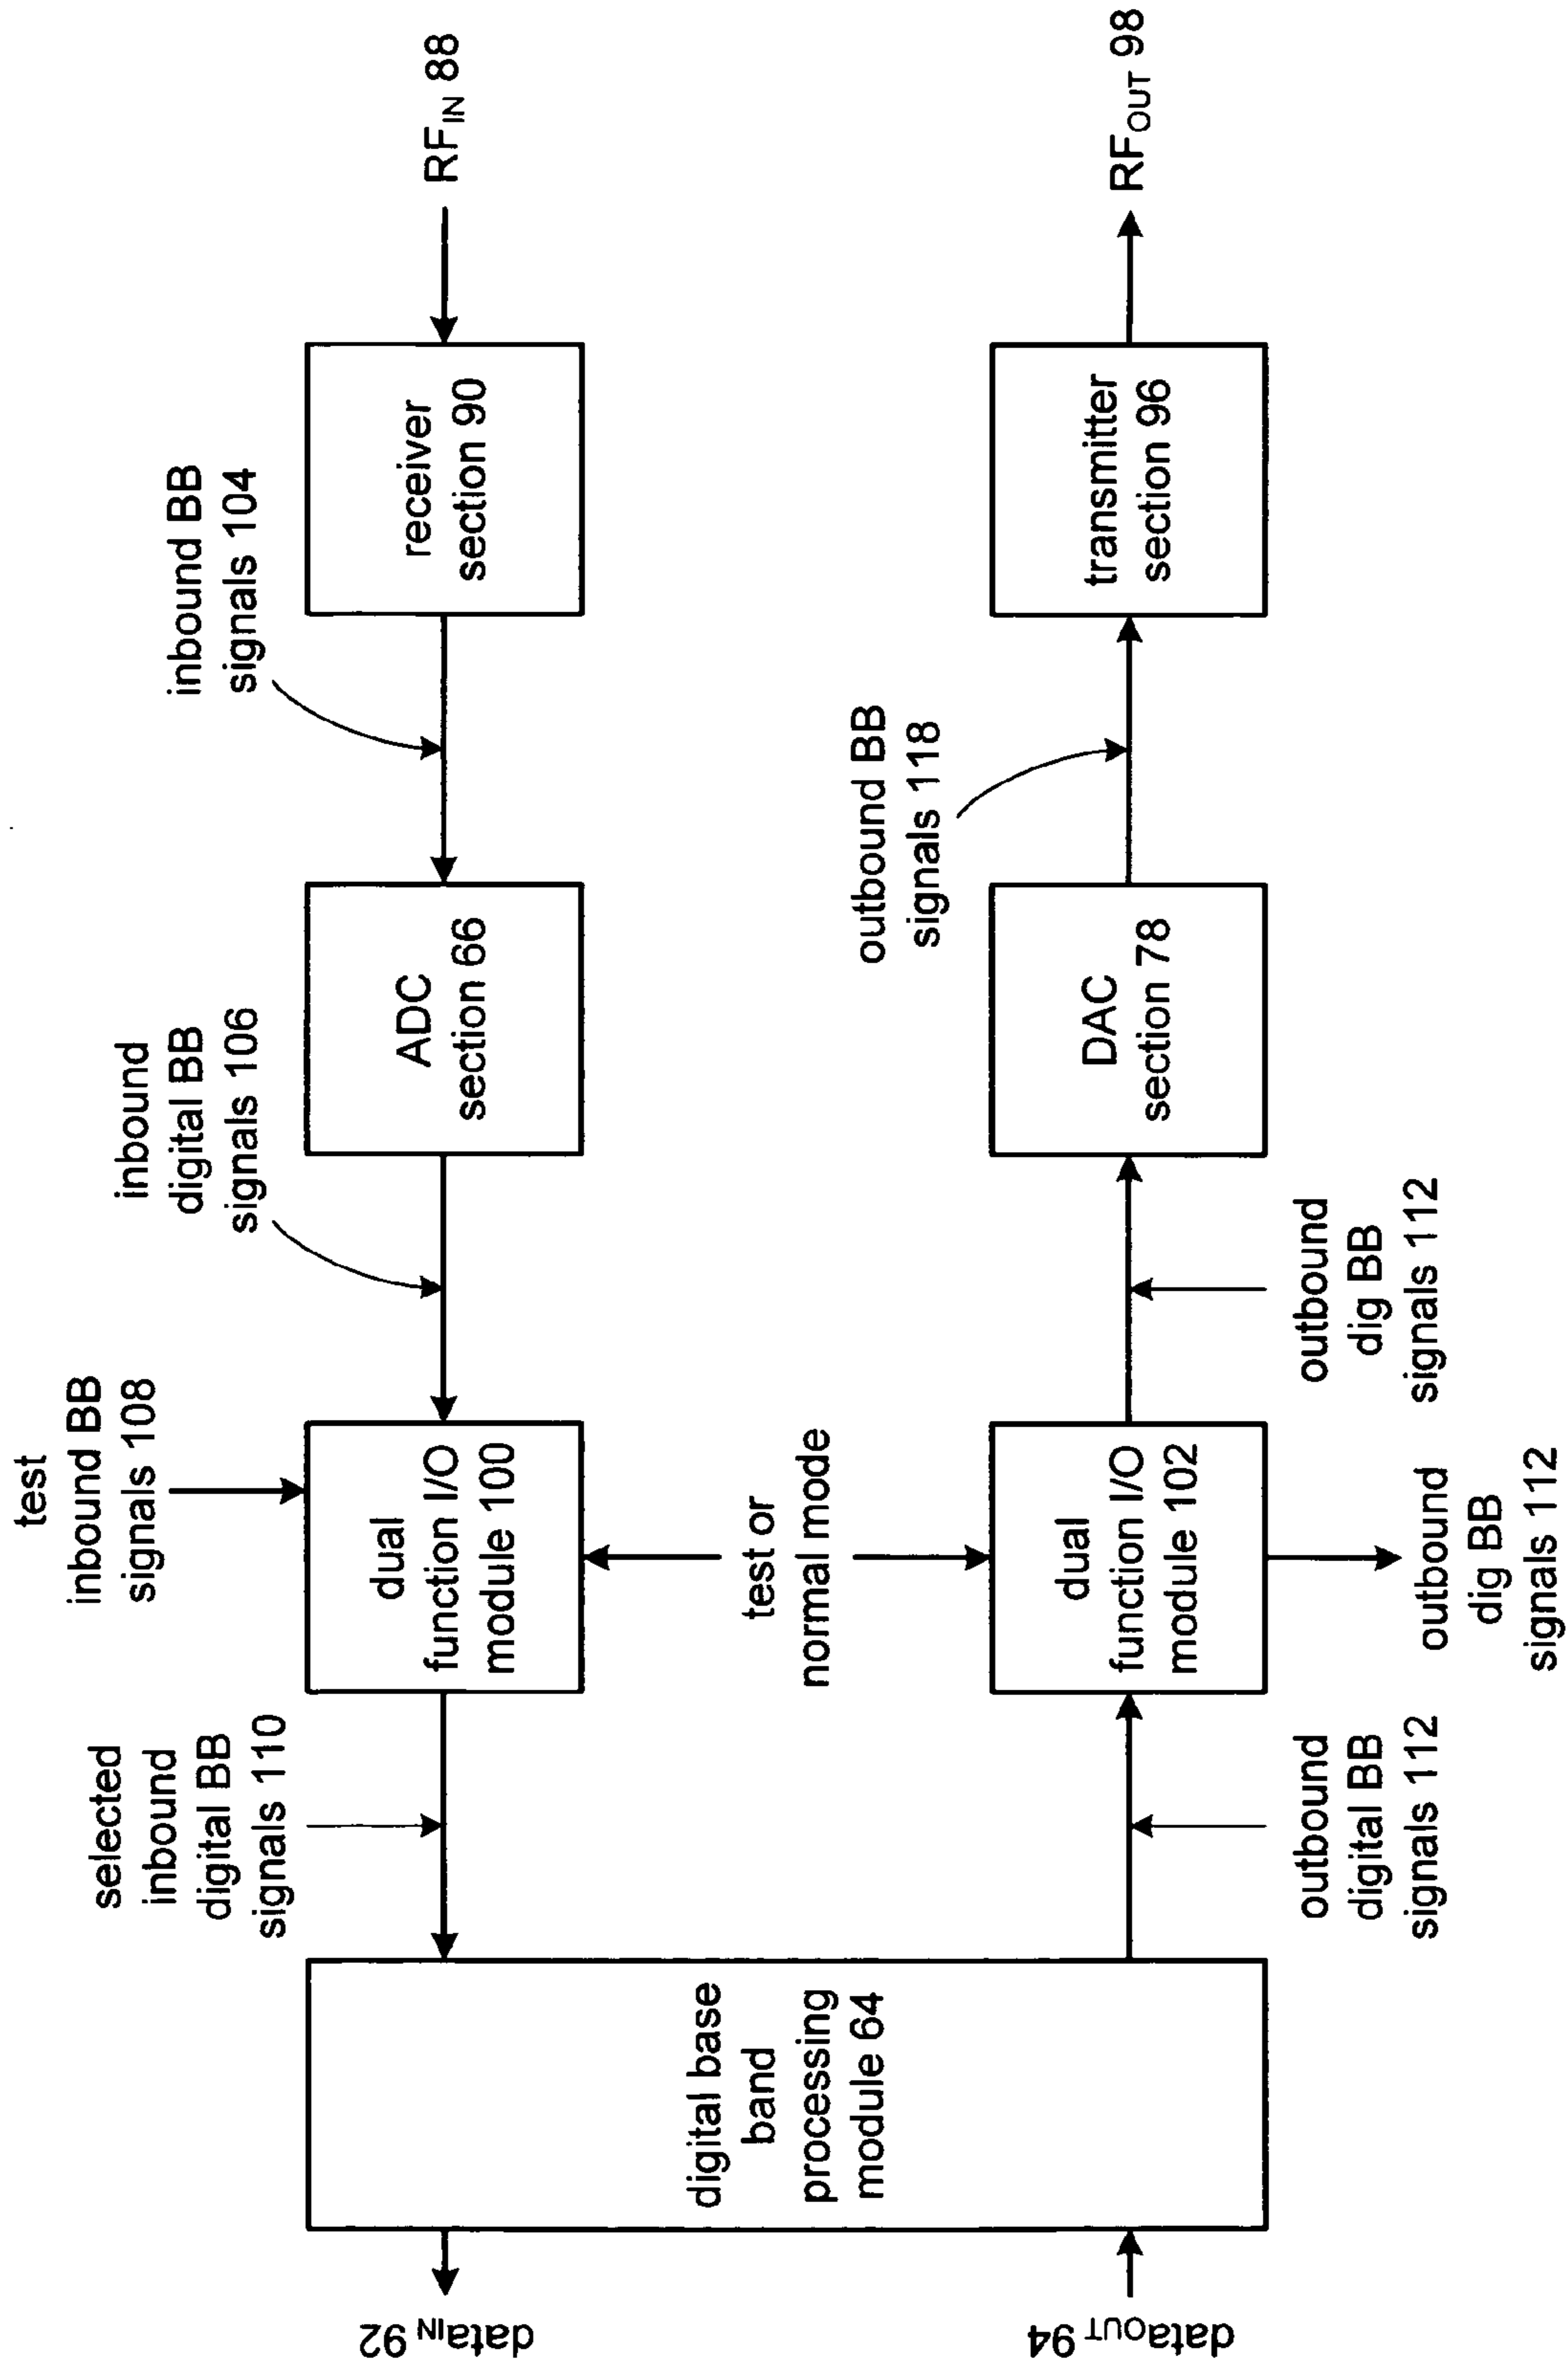 test
inbound BB
signals 108
inbound
digital BB
signals 106
inbound BB
signals 104
selected
inbound
digital BB
signals 110
data_IN 92
dual
function I/O
module 100
ADC
section 66
receiver
section 90
RF_IN 88
digital base
band
processing
module 64
test or
normal mode
outbound BB
signals 118
data_OUT 94
dual
function I/O
module 102
DAC
section 78
transmitter
section 96
RF_OUT 98
outbound
digital BB
signals 112
outbound
dig BB
signals 112
outbound
dig BB
signals 112